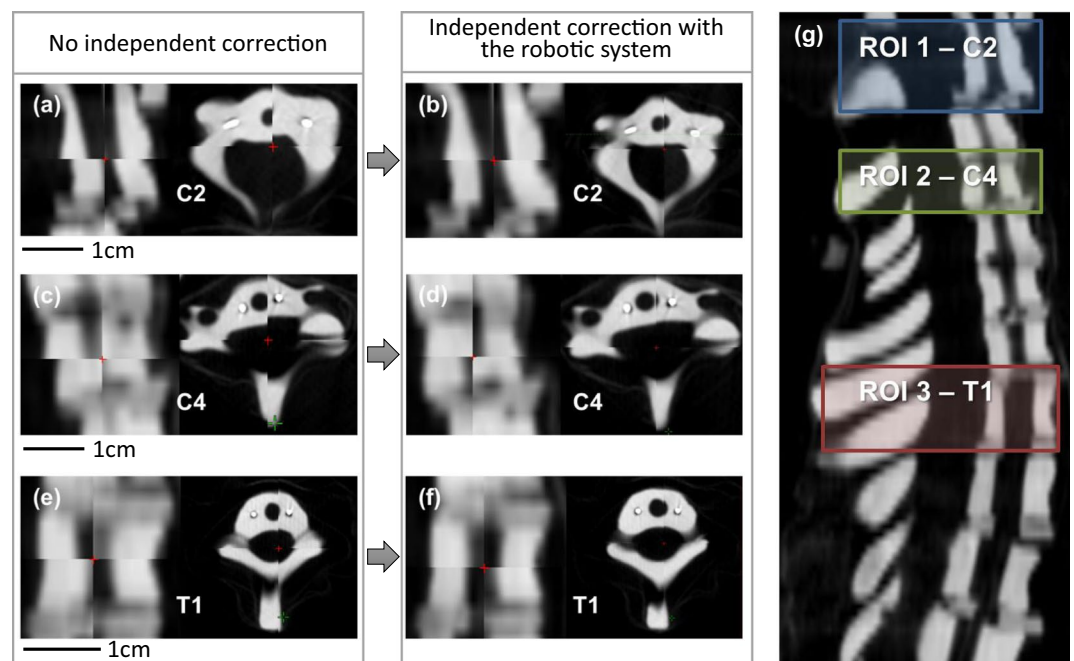 No independent correction
(a)
C2
1cm
(c)
C4
1cm
(e)
T1
1cm
Independent correction with
the robotic system
(b)
C2
(d)
C4
(f)
T1
(g)
ROI 1 – C2
ROI 2 – C4
ROI 3 – T1